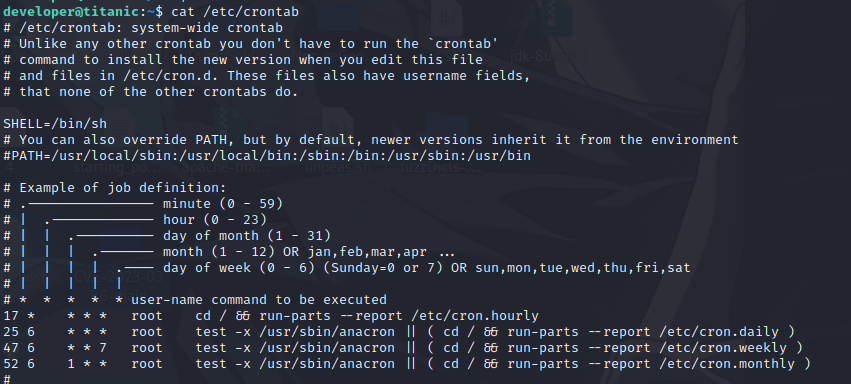 developer@titanic:~$ cat /etc/crontab
# /etc/crontab: system-wide crontab
# Unlike any other crontab you don't have to run the `crontab'
# command to install the new version when you edit this file
# and files in /etc/cron.d. These files also have username fields,
# that none of the other crontabs do.

SHELL=/bin/sh
# You can also override PATH, but by default, newer versions inherit it from the environment
#PATH=/usr/local/sbin:/usr/local/bin:/sbin:/bin:/usr/sbin:/usr/bin

# Example of job definition:
# .---------------- minute (0 - 59)
# |  .------------- hour (0 - 23)
# |  |  .---------- day of month (1 - 31)
# |  |  |  .------- month (1 - 12) OR jan,feb,mar,apr ...
# |  |  |  |  .---- day of week (0 - 6) (Sunday=0 or 7) OR sun,mon,tue,wed,thu,fri,sat
# |  |  |  |  |
# *  *  *  *  * user-name command to be executed
17 *    * * *   root    cd / && run-parts --report /etc/cron.hourly
25 6    * * *   root    test -x /usr/sbin/anacron || ( cd / && run-parts --report /etc/cron.daily )
47 6    * * 7   root    test -x /usr/sbin/anacron || ( cd / && run-parts --report /etc/cron.weekly )
52 6    1 * *   root    test -x /usr/sbin/anacron || ( cd / && run-parts --report /etc/cron.monthly )
#